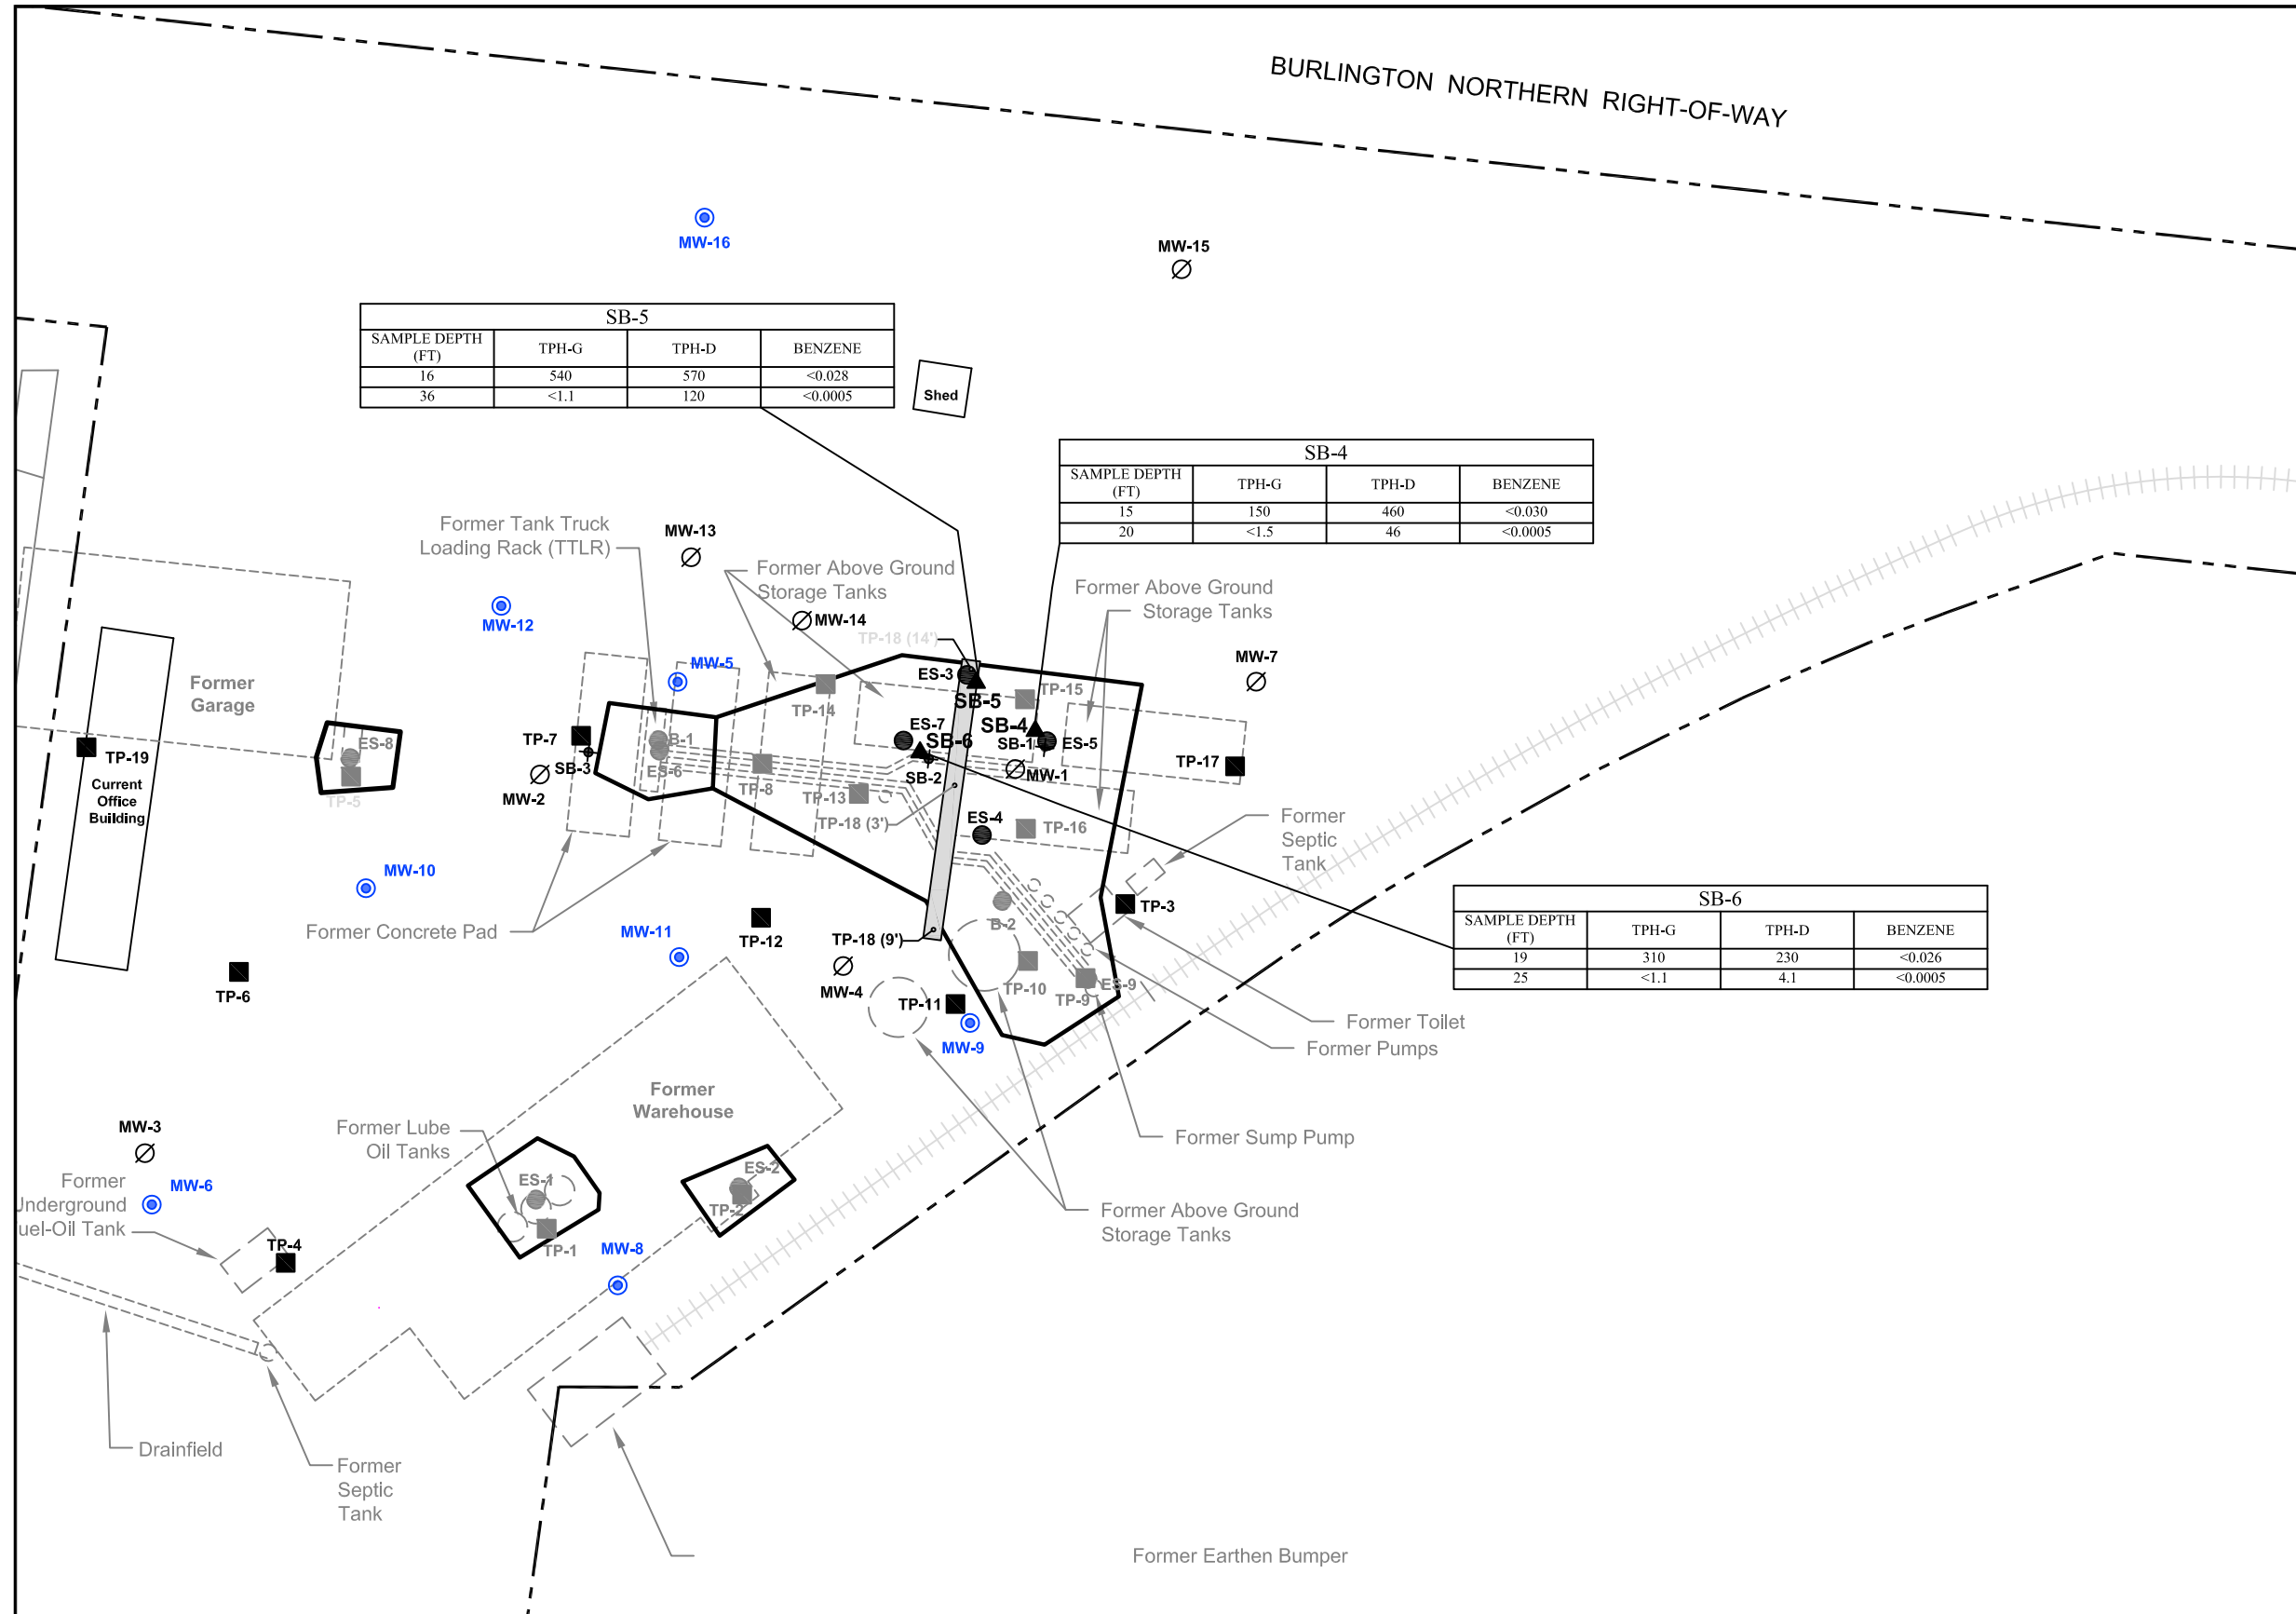 BURLINGTON NORTHERN RIGHT-OF-WAY
MW-16
MW-15
SB-5
SAMPLE DEPTH (FT) TPH-G TPH-D BENZENE
16 540 570 <0.028
36 <1.1 120 <0.0005
Shed
SB-4
SAMPLE DEPTH (FT) TPH-G TPH-D BENZENE
15 150 460 <0.030
20 <1.5 46 <0.0005
Former Tank Truck
Loading Rack (TTLR)
MW-13
Former Above Ground
Storage Tanks
Former Above Ground
Storage Tanks
MW-12
MW-14
TP-18 (14')
MW-5
MW-7
ES-3
Former
Garage
SB-5
TP-15
TP-14
ES-7
SB-4
TP-7
B-1
SB-6
SB-1
ES-5
ES-8
TP-19
SB-3
ES-6
SB-2
MW-1
TP-17
Current
Office
Building
TP-5
MW-2
TP-8
TP-13
TP-18 (3')
ES-4
TP-16
Former
Septic
Tank
MW-10
SB-6
SAMPLE DEPTH (FT) TPH-G TPH-D BENZENE
19 310 230 <0.026
25 <1.1 4.1 <0.0005
TP-3
B-2
Former Concrete Pad
MW-11
TP-12
TP-18 (9')
TP-6
MW-4
TP-10
ES-9
TP-9
TP-11
Former Toilet
MW-9
Former Pumps
Former
Warehouse
MW-3
Former Lube
Oil Tanks
Former Sump Pump
Former
Underground
uel-Oil Tank
MW-6
ES-1
ES-2
TP-2
Former Above Ground
Storage Tanks
TP-4
TP-1
MW-8
Drainfield
Former
Septic
Tank
Former Earthen Bumper